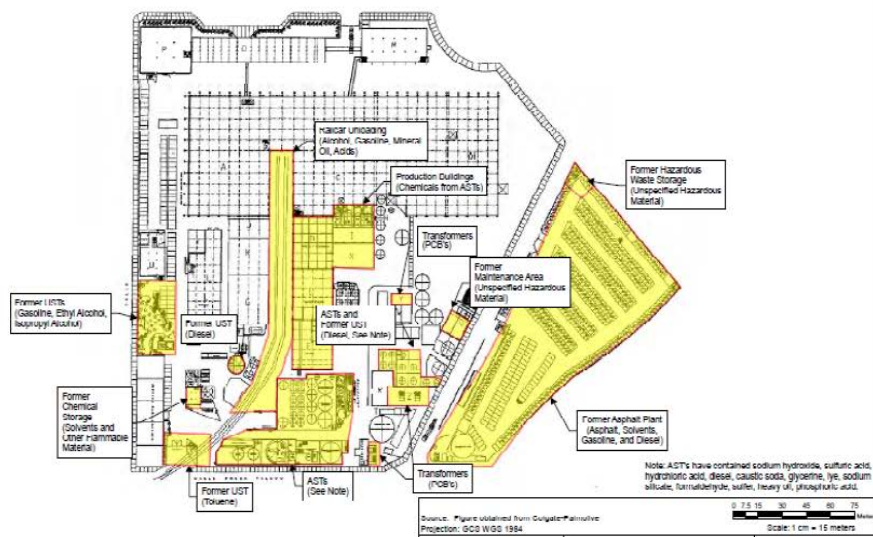 Railcar Unloading
(Alcohol, Gasoline, Mineral
Oil, Acids)
Production Buildings
(Chemicals from ASTs)
Former Hazardous
Waste Storage
(Unspecified Hazardous
Material)
Transformers
(PCB's)
Former
Maintenance Area
(Unspecified Hazardous
Material)
Former USTs
(Gasoline, Ethyl Alcohol,
Isopropyl Alcohol)
Former UST
(Diesel)
ASTs and
Former UST
(Diesel, See Note)
Former
Chemical
Storage
(Solvents and
Other Flammable
Material)
Former Asphalt Plant
(Asphalt, Solvents,
Gasoline, and Diesel)
Former UST
(Toluene)
ASTs
(See Note)
Transformers
(PCB's)
Note: AST's have contained sodium hydroxide, sulfuric acid,
hydrochloric acid, diesel, caustic soda, glycerine, lye, sodium
silicate, formaldehyde, sulfer, heavy oil, phosphoric acid.
Source: Figure obtained from Colgate-Palmolive
Projection: GCS WGS 1984
0 7.5 15 30 45 60 75
Meters
Scale: 1 cm = 15 meters